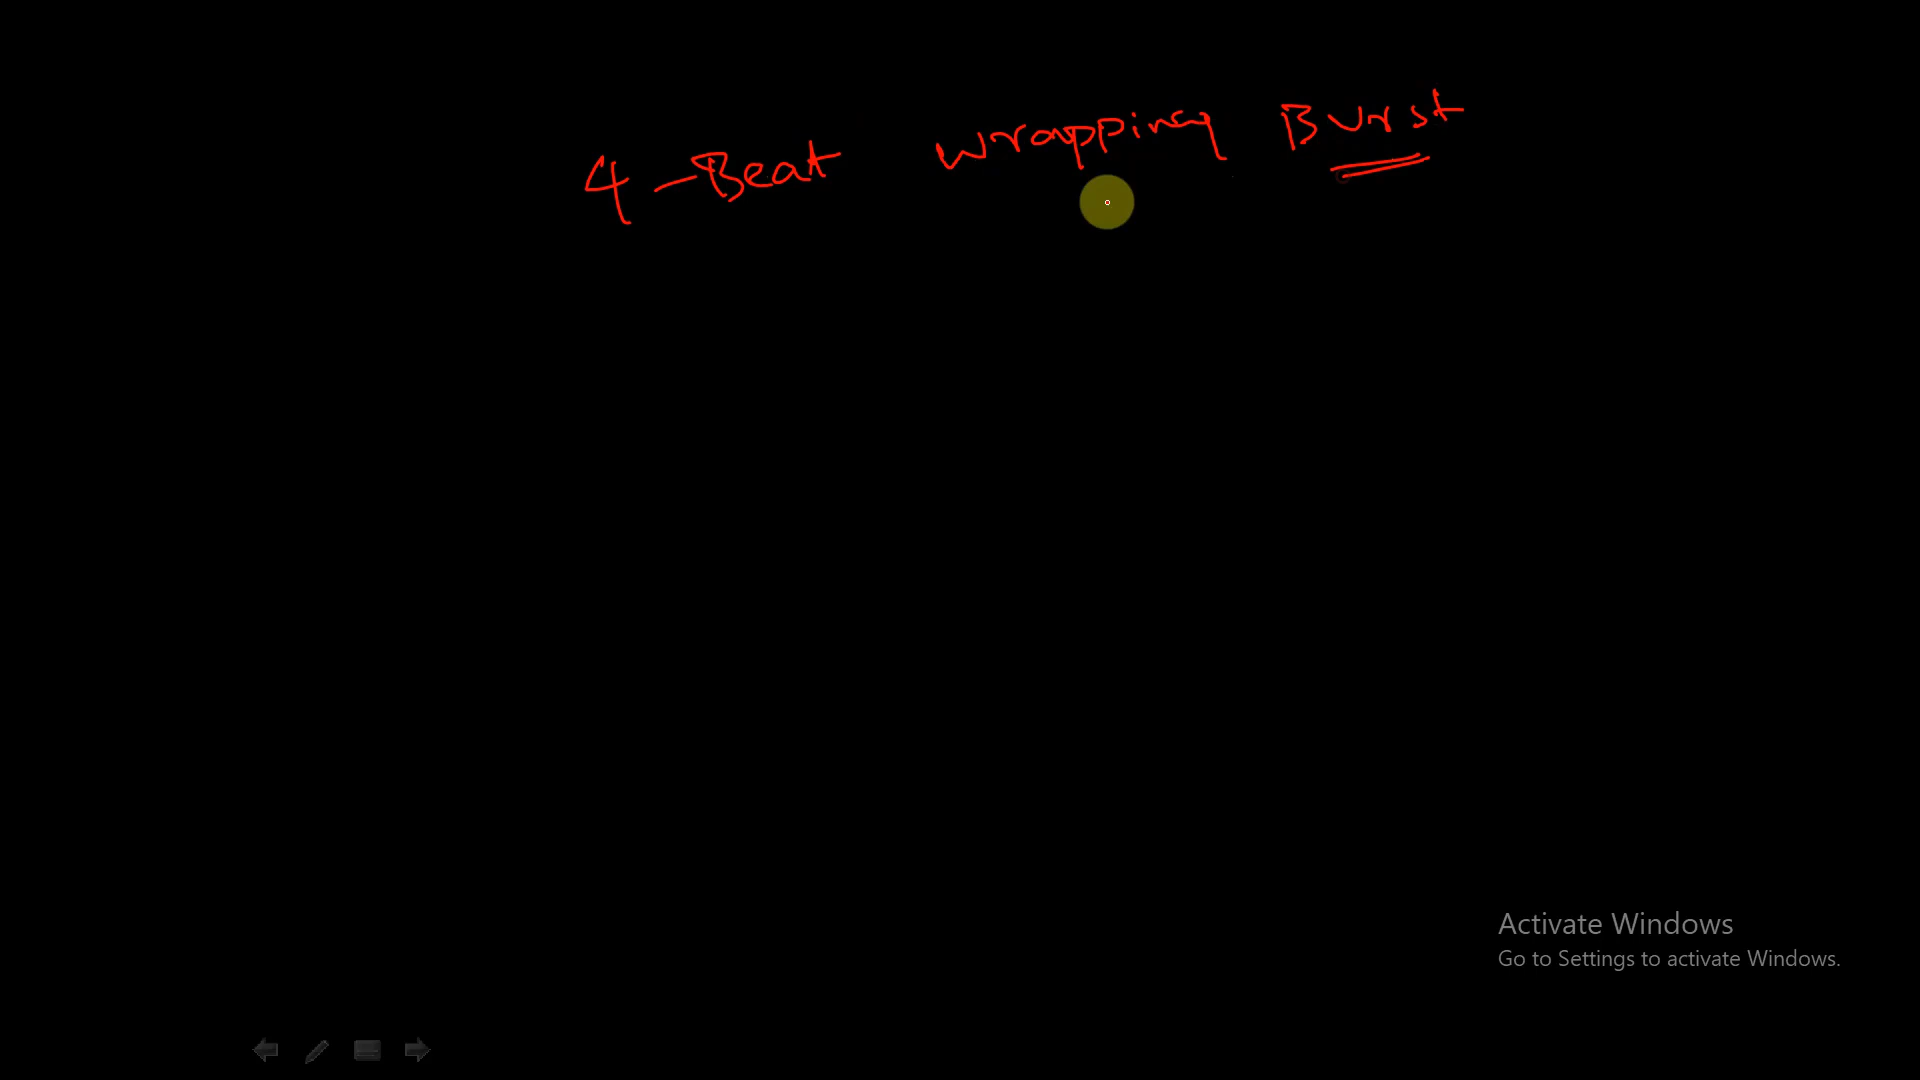 4-Beat wrapping Burst
Activate Windows
Go to Settings to activate Windows.